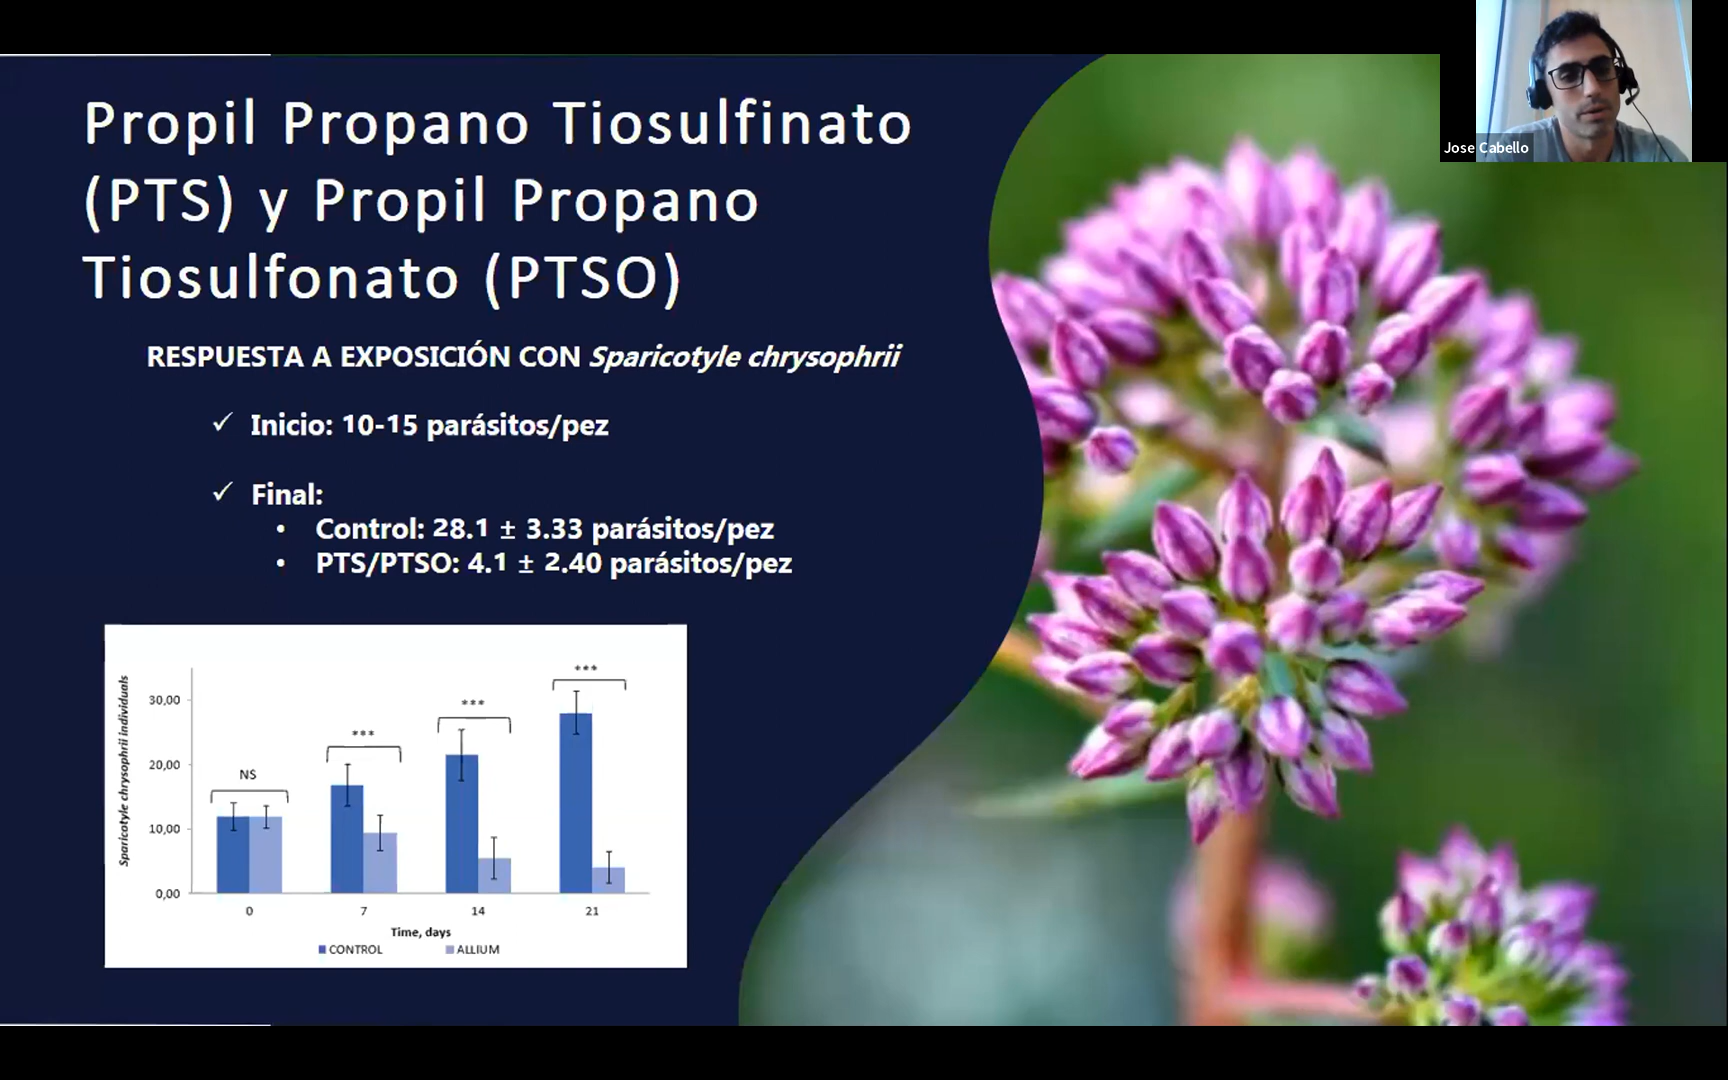 Jose Cabello
Propil Propano Tiosulfinato
(PTS) y Propil Propano
Tiosulfonato (PTSO)
RESPUESTA A EXPOSICIÓN CON Sparicotyle chrysophrii
✓ Inicio: 10-15 parásitos/pez
✓ Final:
• Control: 28.1 ± 3.33 parásitos/pez
• PTS/PTSO: 4.1 ± 2.40 parásitos/pez
Sparicotyle chrysophrii individuals
30,00
20,00
10,00
0,00
NS
***
***
***
0 7 14 21
Time, days
CONTROL ALLIUM